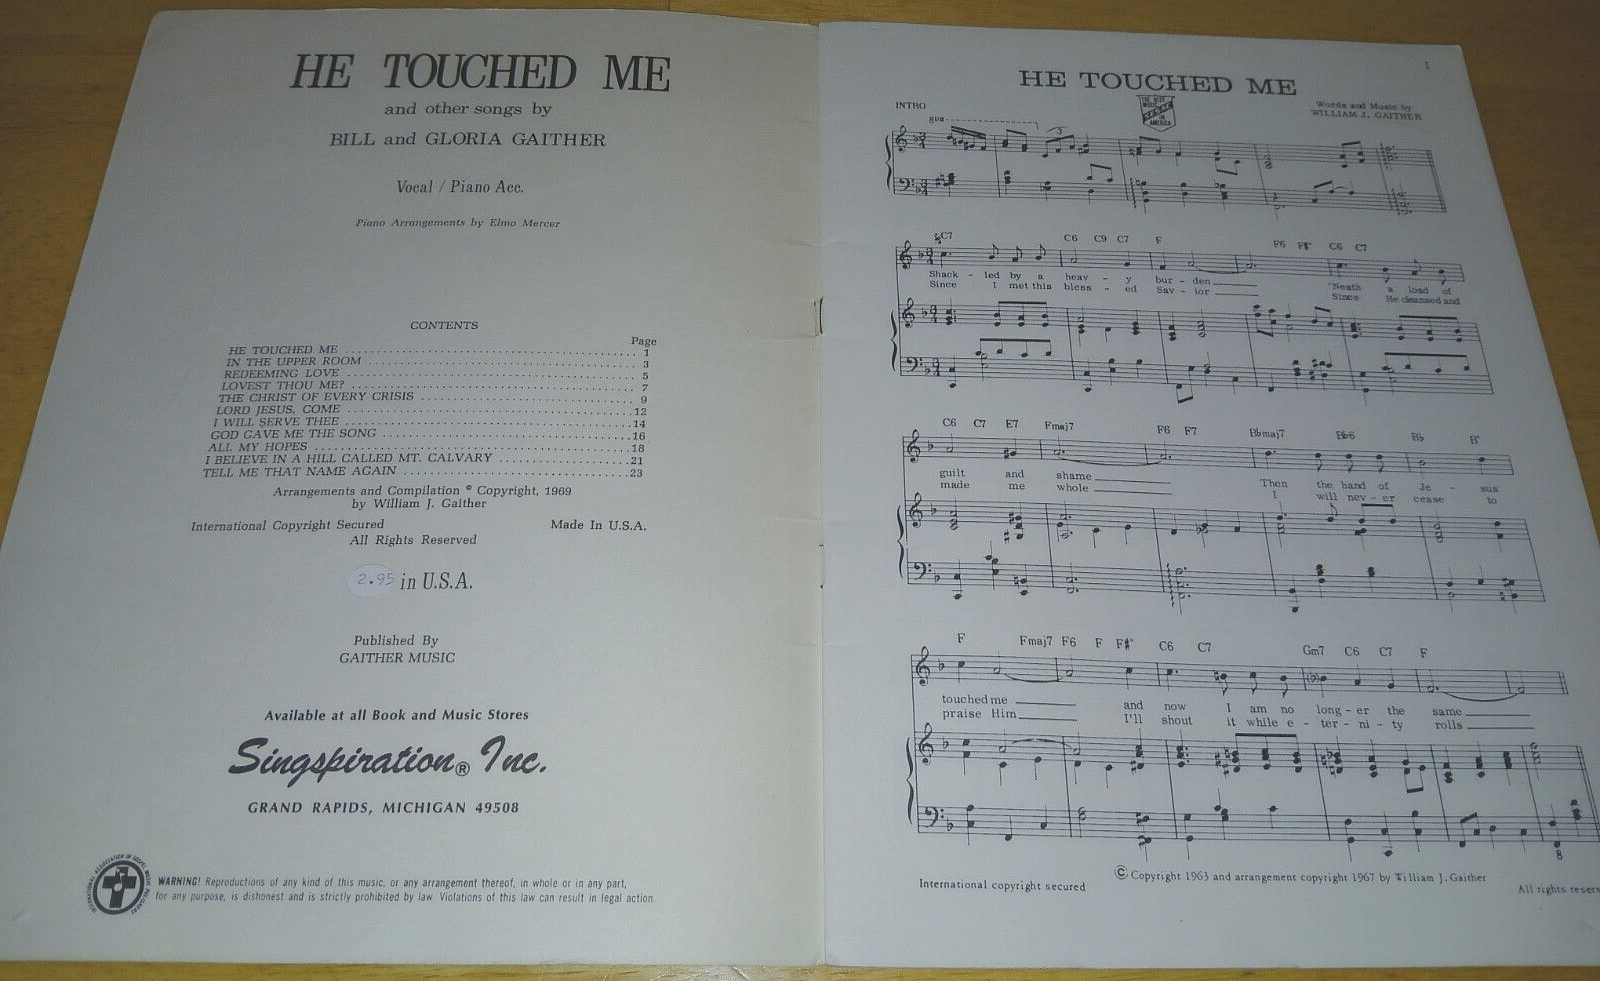 HE TOUCHED ME
and other songs by
BILL and GLORIA GAITHER
Vocal / Piano Acc.
Piano Arrangements by Elmo Mercer
CONTENTS
Page
HE TOUCHED ME 1
IN THE UPPER ROOM 3
REDEEMING LOVE 5
LOVEST THOU ME? 7
THE CHRIST OF EVERY CRISIS 9
LORD JESUS, COME 12
I WILL SERVE THEE 14
GOD GAVE ME THE SONG 16
ALL MY HOPES 18
I BELIEVE IN A HILL CALLED MT. CALVARY 21
TELL ME THAT NAME AGAIN 23
Arrangements and Compilation © Copyright, 1969
by William J. Gaither
International Copyright Secured Made In U.S.A.
All Rights Reserved
2.95 in U.S.A.
Published By
GAITHER MUSIC
Available at all Book and Music Stores
Singspiration® Inc.
GRAND RAPIDS, MICHIGAN 49508
WARNING! Reproductions of any kind of this music, or any arrangement thereof, in whole or in any part,
for any purpose, is dishonest and is strictly prohibited by law. Violations of this law can result in legal action.
1
HE TOUCHED ME
THE BEST
MUSIC
IN
AMERICA
Words and Music by
WILLIAM J. GAITHER
INTRO
8va
3
C7 C6 C9 C7 F F6 F#° C6 C7
Shack - led by a heav - y bur - den 'Neath a load of
Since I met this bless - ed Sav - ior Since He cleansed and
C6 C7 E7 Fmaj7 F6 F7 Bbmaj7 Bb6 Bb B°
guilt and shame Then the hand of Je - sus
made me whole I will nev - er cease to
F Fmaj7 F6 F F#° C6 C7 Gm7 C6 C7 F
touched me and now I am no long - er the same
praise Him I'll shout it while e - ter - ni - ty rolls
8
© Copyright 1963 and arrangement copyright 1967 by William J. Gaither
International copyright secured All rights reser